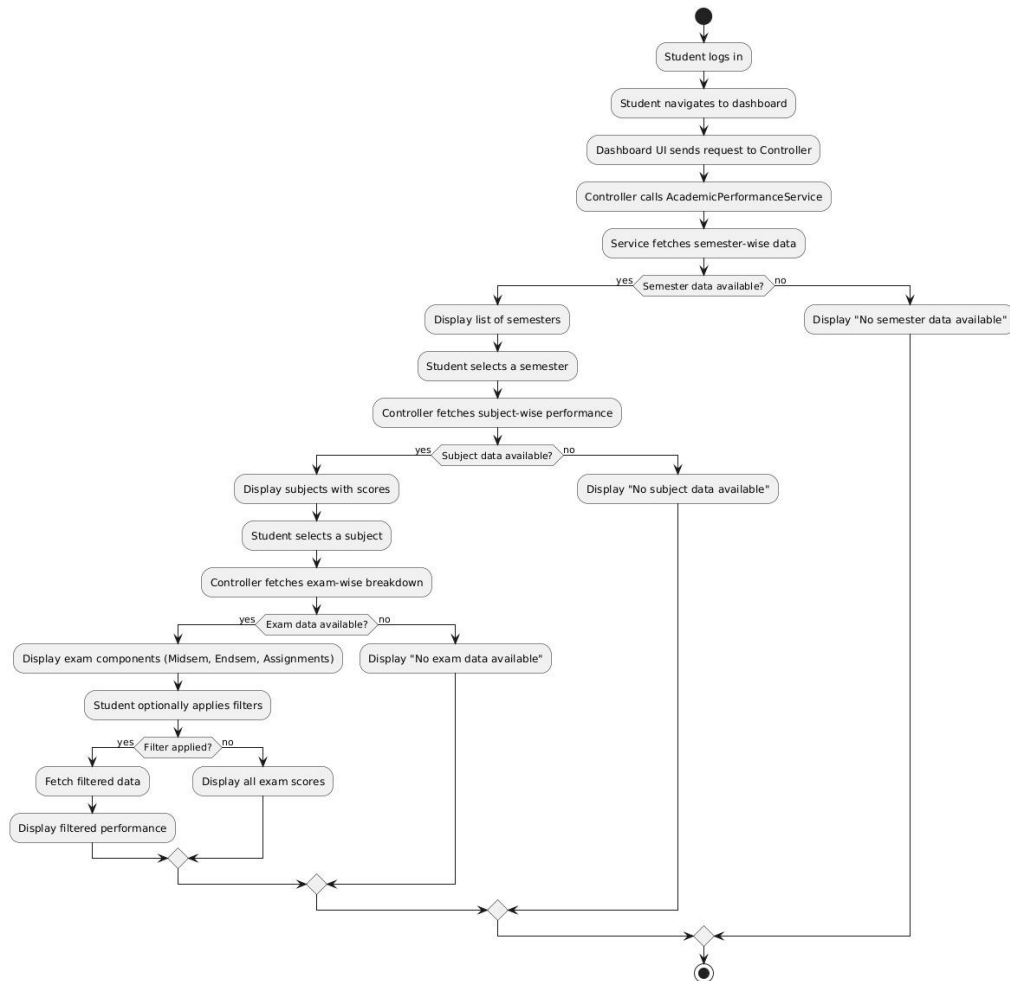 Student logs in
Student navigates to dashboard
Dashboard UI sends request to Controller
Controller calls AcademicPerformanceService
Service fetches semester-wise data
yes
Semester data available?
no
Display list of semesters
Display "No semester data available"
Student selects a semester
Controller fetches subject-wise performance
yes
Subject data available?
no
Display subjects with scores
Display "No subject data available"
Student selects a subject
Controller fetches exam-wise breakdown
yes
Exam data available?
no
Display exam components (Midsem, Endsem, Assignments)
Display "No exam data available"
Student optionally applies filters
yes
Filter applied?
no
Fetch filtered data
Display all exam scores
Display filtered performance